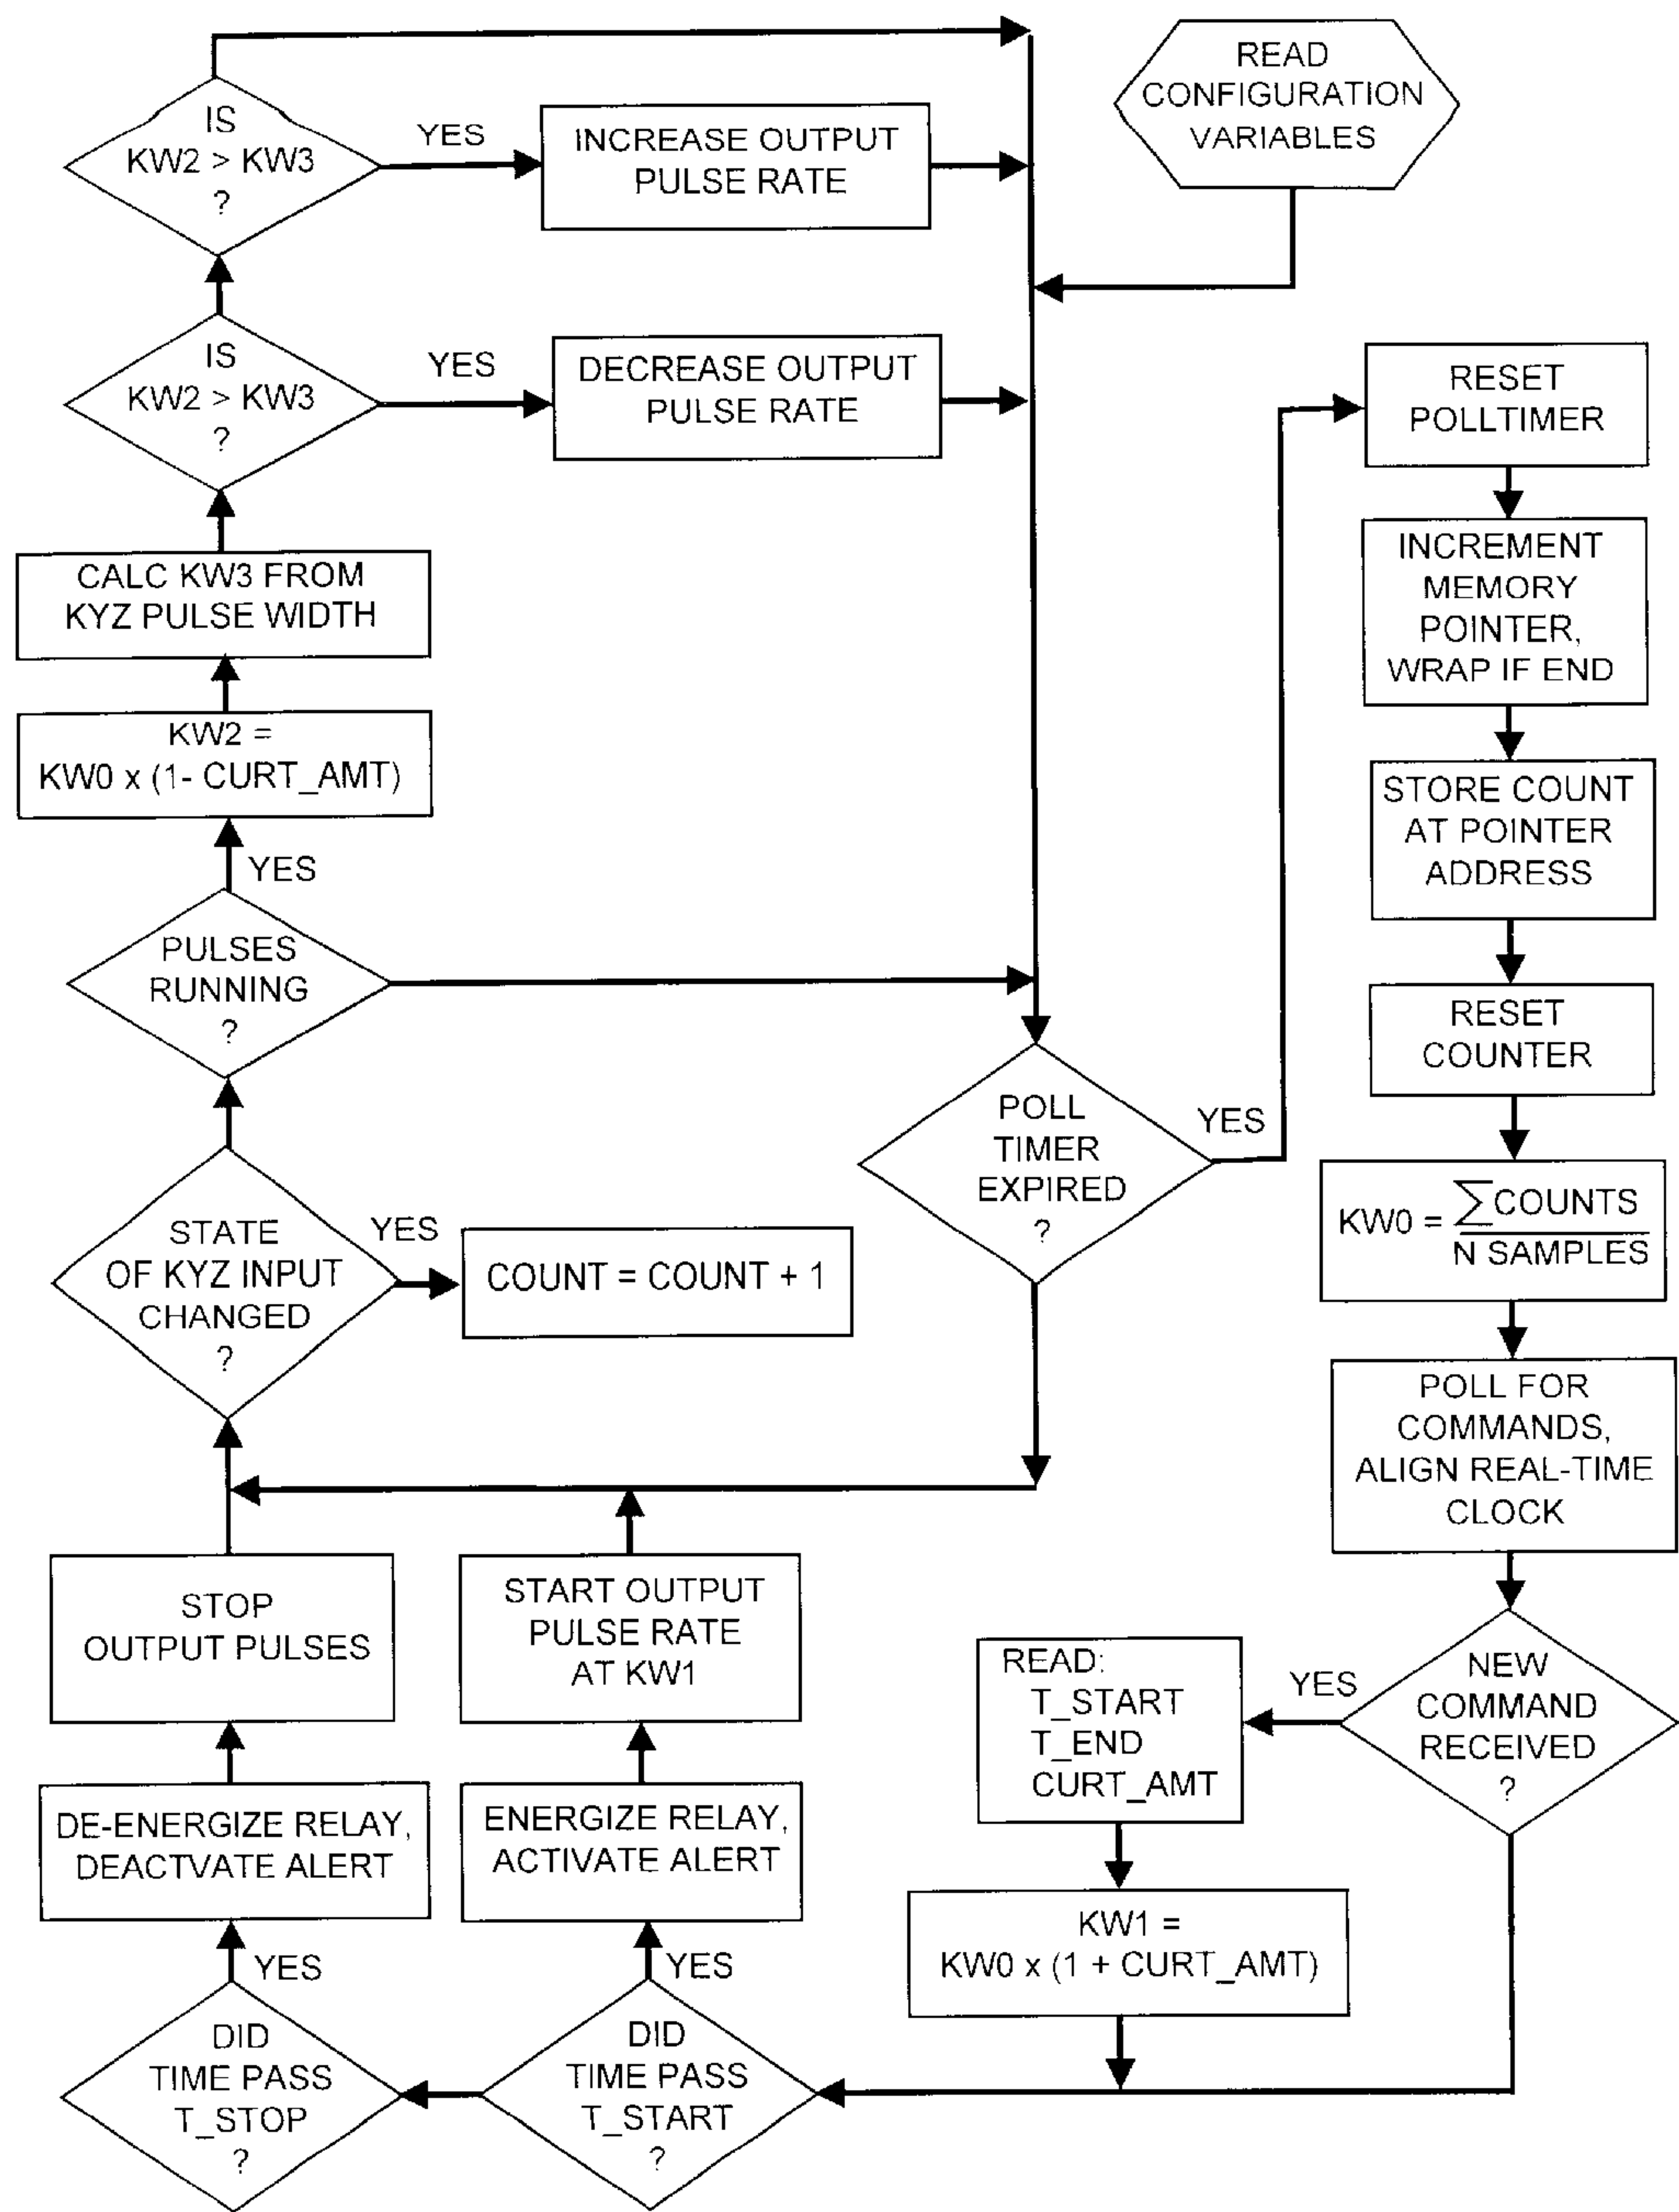 IS
KW2 > KW3
?
YES
INCREASE OUTPUT
PULSE RATE
READ
CONFIGURATION
VARIABLES
IS
KW2 > KW3
?
YES
DECREASE OUTPUT
PULSE RATE
CALC KW3 FROM
KYZ PULSE WIDTH
KW2 =
KW0 x (1- CURT_AMT)
YES
PULSES
RUNNING
?
STATE
OF KYZ INPUT
CHANGED
?
YES
COUNT = COUNT + 1
POLL
TIMER
EXPIRED
?
YES
RESET
POLLTIMER
INCREMENT
MEMORY
POINTER,
WRAP IF END
STORE COUNT
AT POINTER
ADDRESS
RESET
COUNTER
KW0 = ∑COUNTS
N SAMPLES
POLL FOR
COMMANDS,
ALIGN REAL-TIME
CLOCK
NEW
COMMAND
RECEIVED
?
YES
READ:
T_START
T_END
CURT_AMT
KW1 =
KW0 x (1 + CURT_AMT)
STOP
OUTPUT PULSES
START OUTPUT
PULSE RATE
AT KW1
DE-ENERGIZE RELAY,
DEACTVATE ALERT
ENERGIZE RELAY,
ACTIVATE ALERT
YES
YES
DID
TIME PASS
T_STOP
?
DID
TIME PASS
T_START
?